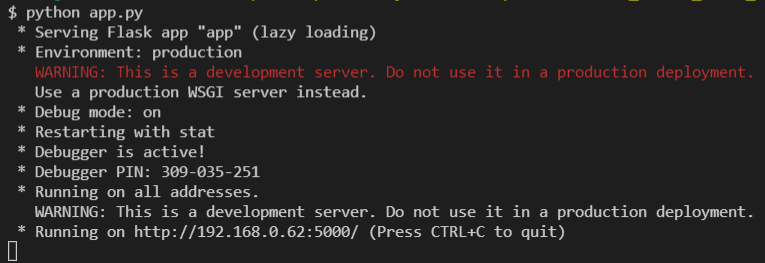 $ python app.py
* Serving Flask app "app" (lazy loading)
* Environment: production
WARNING: This is a development server. Do not use it in a production deployment.
Use a production WSGI server instead.
* Debug mode: on
* Restarting with stat
* Debugger is active!
* Debugger PIN: 309-035-251
* Running on all addresses.
WARNING: This is a development server. Do not use it in a production deployment.
* Running on http://192.168.0.62:5000/ (Press CTRL+C to quit)